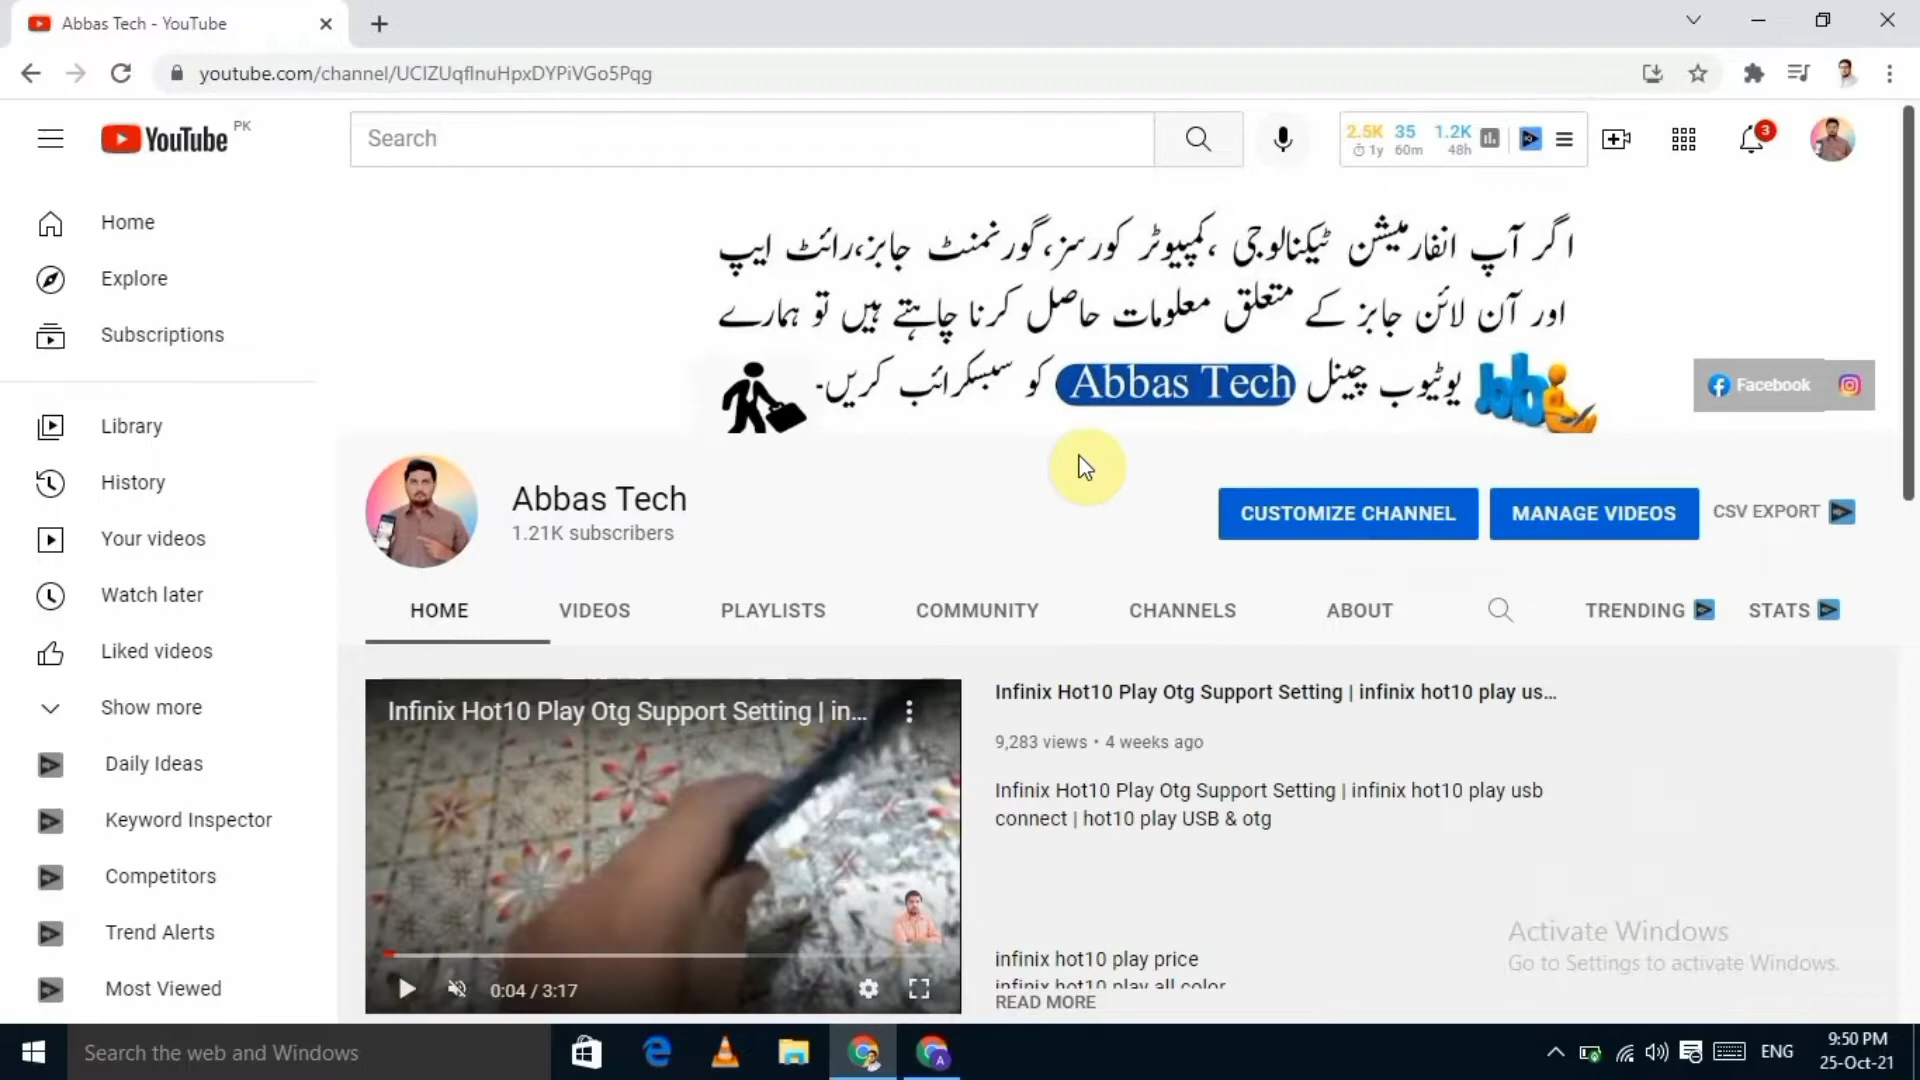 Abbas Tech - YouTube
youtube.com/channel/UCIZUqfInuHpxDYPiVGo5Pqg
YouTube PK
Search
2.5K 35 1.2K
1y 60m 48h
3
Home
Explore
Subscriptions
Library
History
Your videos
Watch later
Liked videos
Show more
Daily Ideas
Keyword Inspector
Competitors
Trend Alerts
Most Viewed
اگر آپ انفارمیشن ٹیکنالوجی ،کمپیوٹر کورسز،گورنمنٹ جابز،رائٹ ایپ
اور آن لائن جابز کے متعلق معلومات حاصل کرنا چاہتے ہیں تو ہمارے
یوٹیوب چینل Abbas Tech کو سبسکرائب کریں۔
Job
Facebook
Abbas Tech
1.21K subscribers
CUSTOMIZE CHANNEL
MANAGE VIDEOS
CSV EXPORT
HOME VIDEOS PLAYLISTS COMMUNITY CHANNELS ABOUT TRENDING STATS
Infinix Hot10 Play Otg Support Setting | in...
0:04 / 3:17
Infinix Hot10 Play Otg Support Setting | infinix hot10 play us...
9,283 views • 4 weeks ago
Infinix Hot10 Play Otg Support Setting | infinix hot10 play usb
connect | hot10 play USB & otg
infinix hot10 play price
infinix hot10 play all color
READ MORE
Activate Windows
Go to Settings to activate Windows.
Search the web and Windows
A
ENG
9:50 PM
25-Oct-21